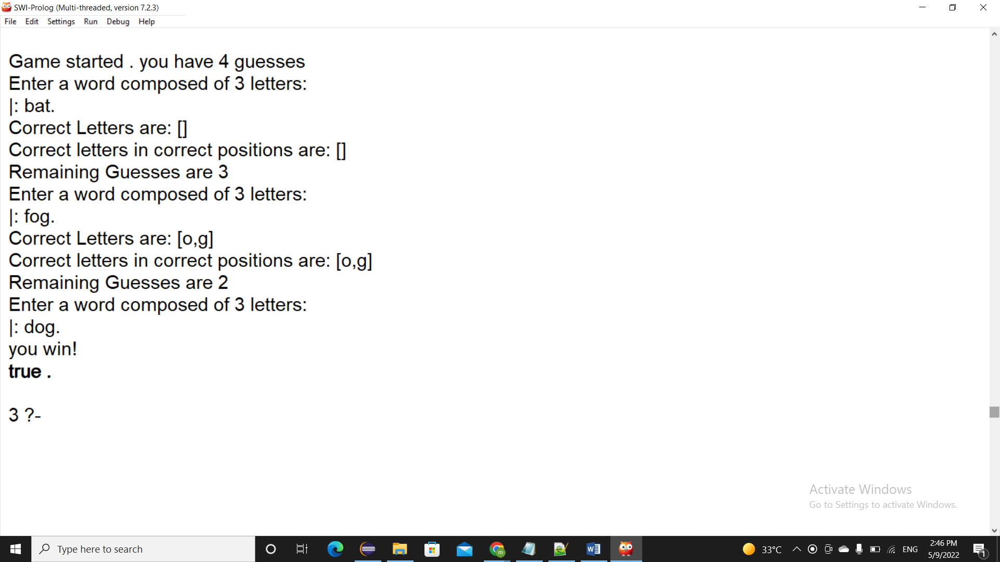 SWI-Prolog (Multi-threaded, version 7.2.3)
File Edit Settings Run Debug Help
Game started . you have 4 guesses
Enter a word composed of 3 letters:
|: bat.
Correct Letters are: []
Correct letters in correct positions are: []
Remaining Guesses are 3
Enter a word composed of 3 letters:
|: fog.
Correct Letters are: [o,g]
Correct letters in correct positions are: [o,g]
Remaining Guesses are 2
Enter a word composed of 3 letters:
|: dog.
you win!
true .
3 ?-
Activate Windows
Go to Settings to activate Windows.
Type here to search
33°C
ENG
2:46 PM
5/9/2022
1